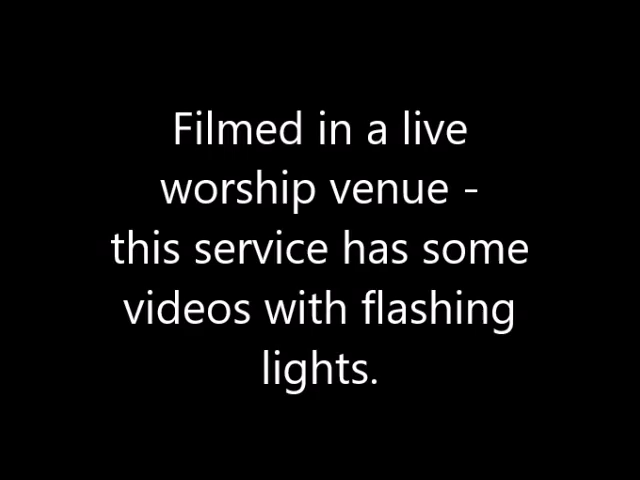 Filmed in a live
worship venue -
this service has some
videos with flashing
lights.